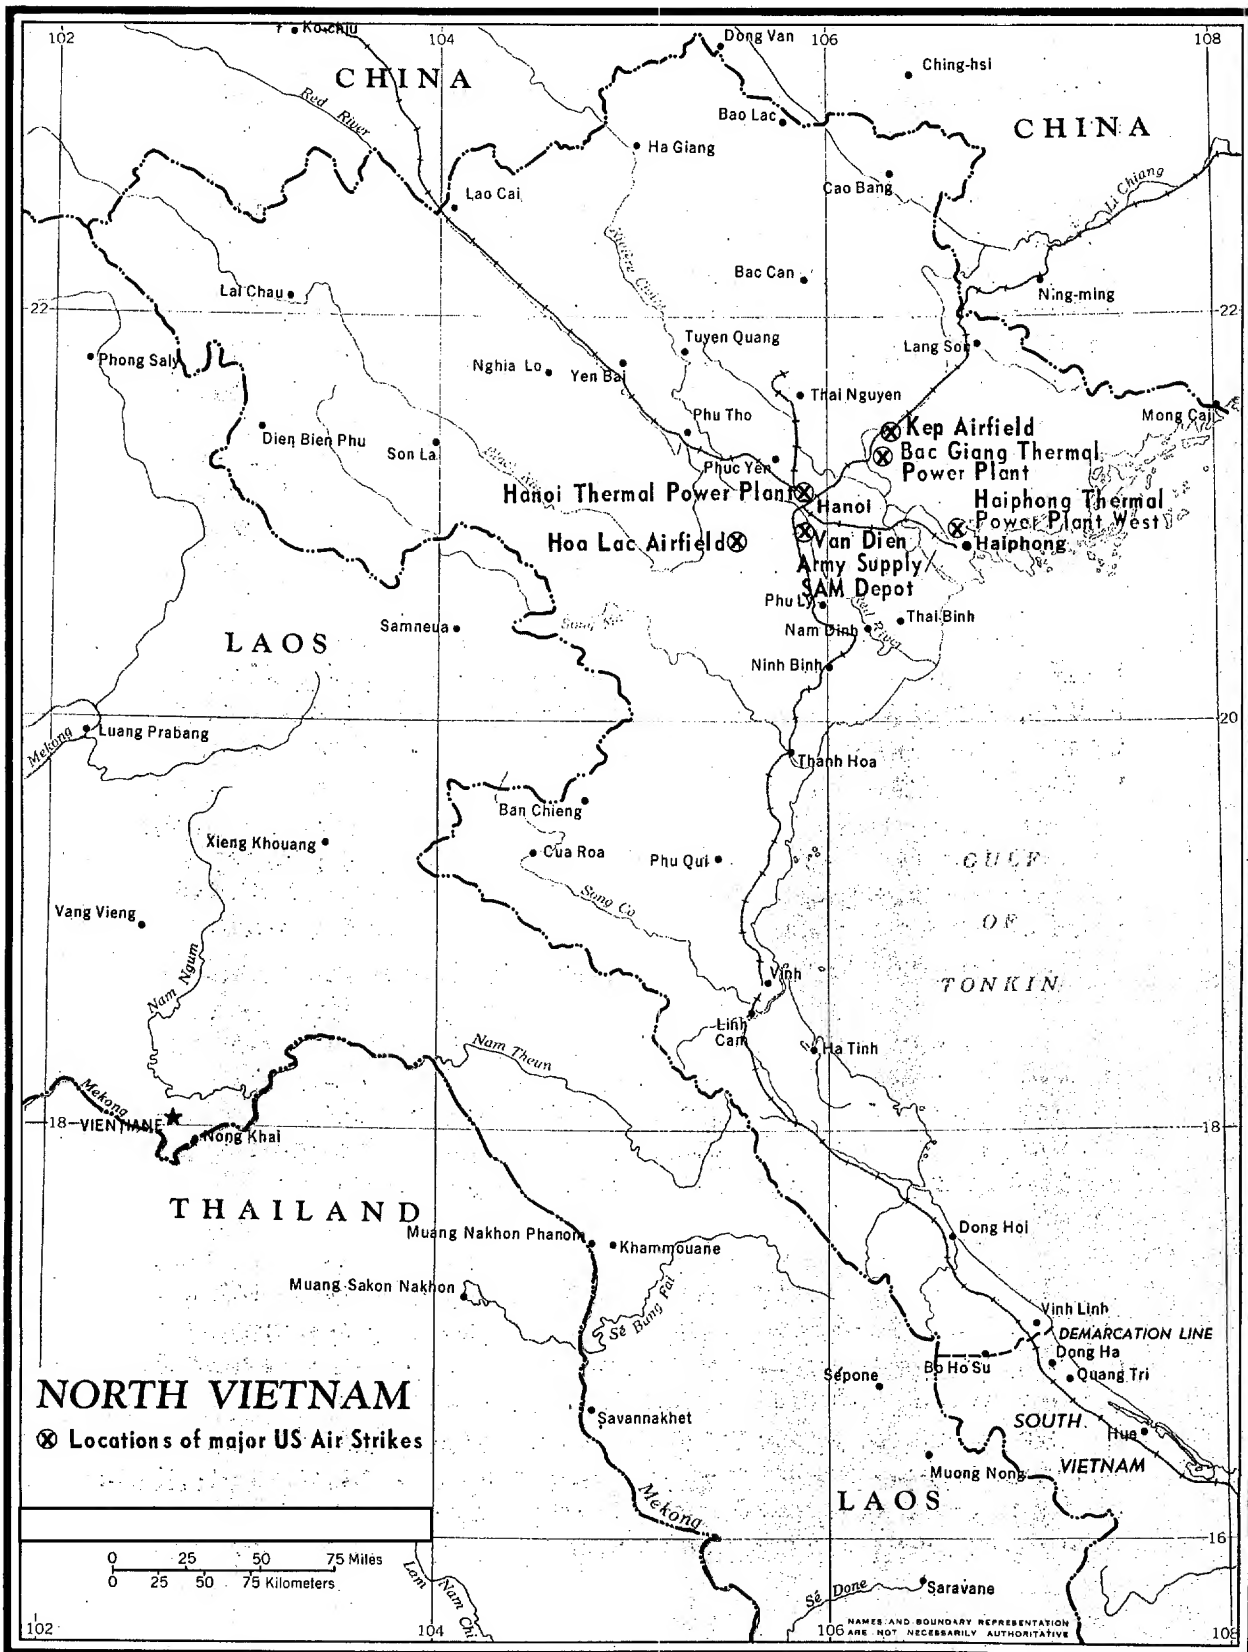 102
104
106
108
Ko-chiu
Dong Van
Ching-hsi
CHINA
Red River
Bao Lac
CHINA
Ha Giang
Cao Bang
Li Chiang
Lao Cai
Bac Can
Lai Chau
Ning-ming
22
22
Tuyen Quang
Lang Son
Phong Saly
Nghia Lo
Yen Bai
Thai Nguyen
Mong Cai
Phu Tho
Kep Airfield
Dien Bien Phu
Son La
Bac Giang Thermal
Power Plant
Phuc Yen
Hanoi Thermal Power Plant
Hanoi
Haiphong Thermal
Power Plant West
Hoa Lac Airfield
Van Dien
Army Supply/
SAM Depot
Haiphong
Phu Ly
Thai Binh
Samneua
Nam Dinh
Red River
LAOS
Ninh Binh
20
Mekong
Luang Prabang
Thanh Hoa
Ban Chieng
Xieng Khouang
Cua Roa
Phu Qui
GULF
OF
TONKIN
Song Ca
Vang Vieng
Nam Ngum
Vinh
Linh
Cam
Nam Theun
Ha Tinh
Mekong
18
VIENTIANE
Nong Khai
18
THAILAND
Muang Nakhon Phanom
Khammouane
Dong Hoi
Muang Sakon Nakhon
Sé Bung Fai
Vinh Linh
DEMARCATION LINE
Bo Ho Su
Dong Ha
Quang Tri
Sépone
NORTH VIETNAM
Savannakhet
SOUTH
VIETNAM
Hue
Locations of major US Air Strikes
Muong Nong
Mekong
LAOS
16
0 25 50 75 Miles
0 25 50 75 Kilometers
Lam Nam Chi
Sé Done
Saravane
NAMES AND BOUNDARY REPRESENTATION
ARE NOT NECESSARILY AUTHORITATIVE
102
104
106
108